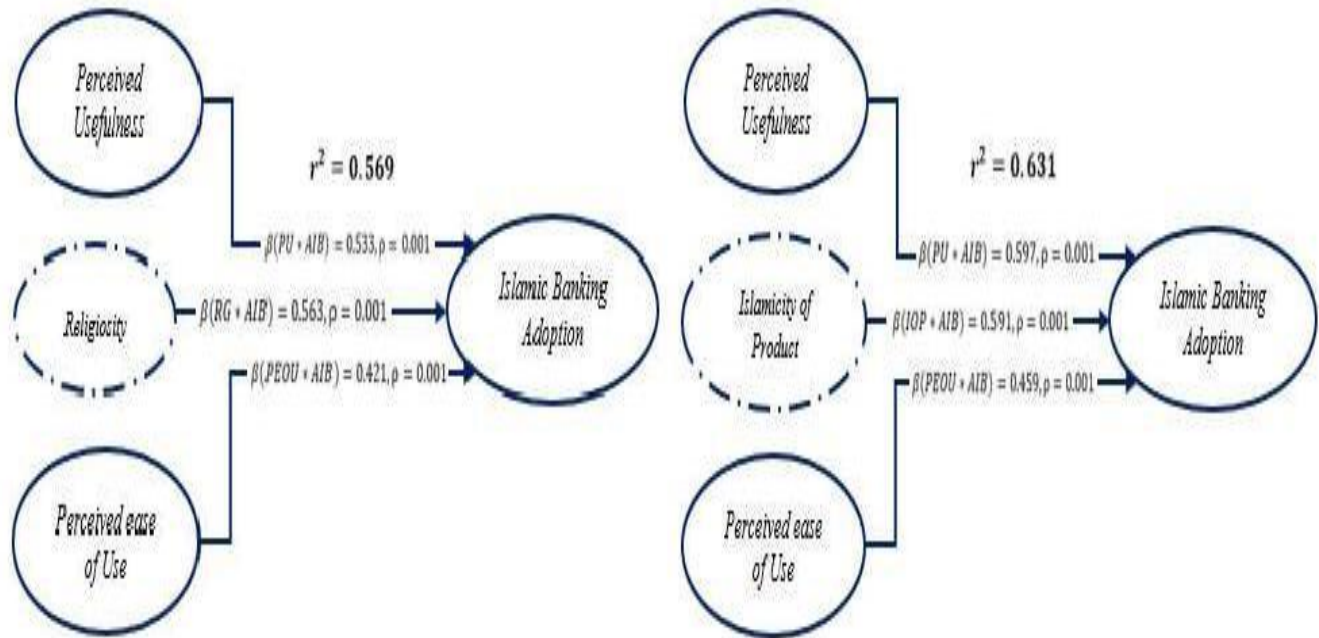 Perceived
Usefulness
r² = 0.569
β(PU * AIB) = 0.533, ρ = 0.001
Religiosity
β(RG * AIB) = 0.563, ρ = 0.001
Islamic Banking
Adoption
β(.PEOU * AIB) = 0.421, ρ = 0.001
Perceived ease
of Use
Perceived
Usefulness
r² = 0.631
β(PU * AIB) = 0.597, ρ = 0.001
Islamicity of
Product
β(IOP * AIB) = 0.591, ρ = 0.001
Islamic Banking
Adoption
β(PEOU * AIB) = 0.459, ρ = 0.001
Perceived ease
of Use